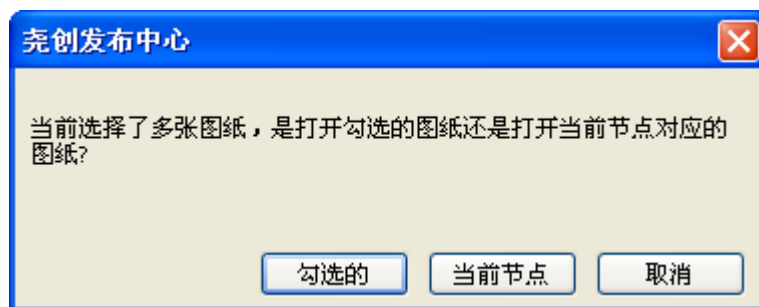 尧创发布中心
当前选择了多张图纸，是打开勾选的图纸还是打开当前节点对应的
图纸?
勾选的 当前节点 取消